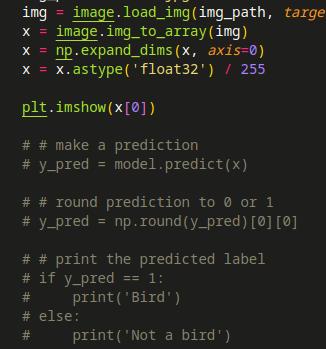 img = image.load_img(img_path, targe
x = image.img_to_array(img)
x = np.expand_dims(x, axis=0)
x = x.astype('float32') / 255
plt.imshow(x[0])
# # make a prediction
# y_pred = model.predict(x)
# # round prediction to 0 or 1
# y_pred = np.round(y_pred)[0][0]
# # print the predicted label
# if y_pred == 1:
#     print('Bird')
# else:
#     print('Not a bird')